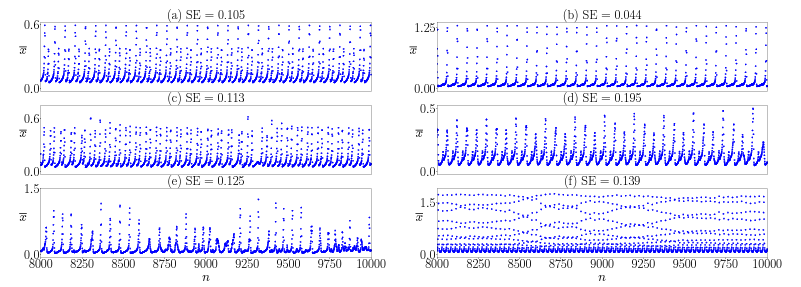 (a) SE = 0.105
(b) SE = 0.044
0.6
0.0
x̄
1.25
0.00
x̄
(c) SE = 0.113
(d) SE = 0.195
0.6
0.0
x̄
0.5
0.0
x̄
(e) SE = 0.125
(f) SE = 0.139
1.5
0.0
x̄
1.5
0.0
x̄
8000 8250 8500 8750 9000 9250 9500 9750 10000
8000 8250 8500 8750 9000 9250 9500 9750 10000
n
n